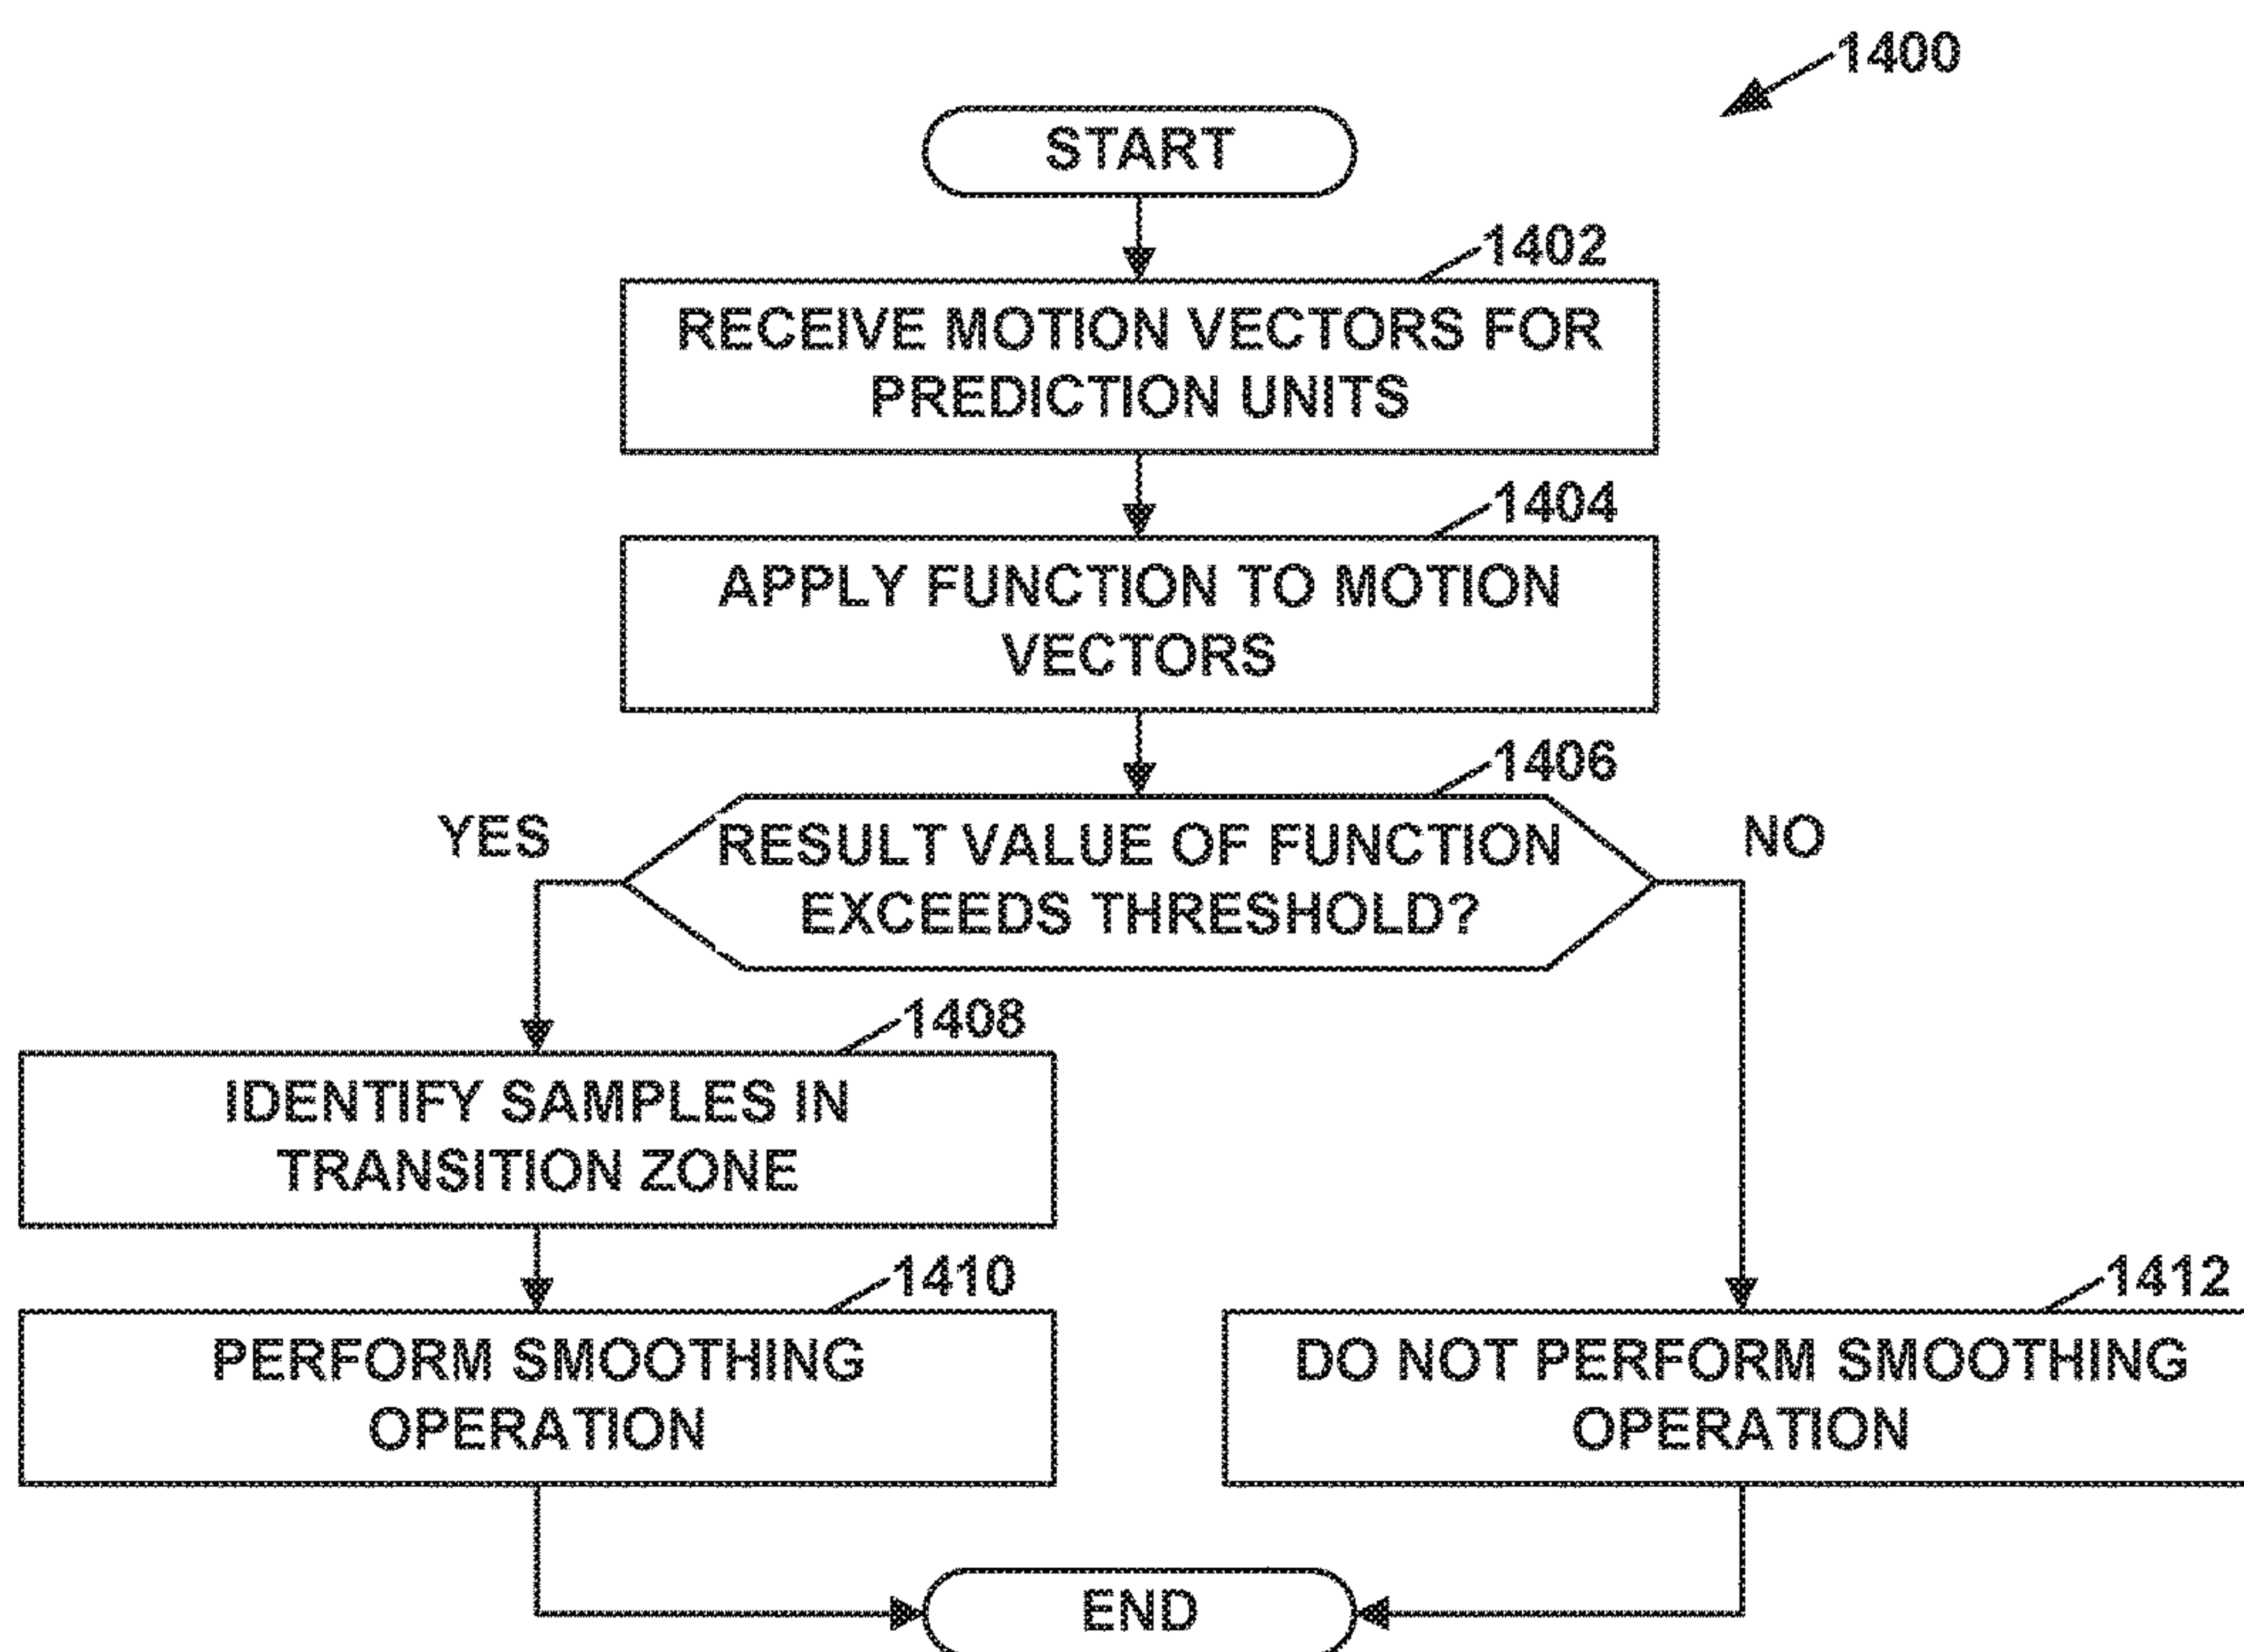 1400
START
1402
RECEIVE MOTION VECTORS FOR
PREDICTION UNITS
1404
APPLY FUNCTION TO MOTION
VECTORS
1406
YES
RESULT VALUE OF FUNCTION
EXCEEDS THRESHOLD?
NO
1408
IDENTIFY SAMPLES IN
TRANSITION ZONE
1410
PERFORM SMOOTHING
OPERATION
1412
DO NOT PERFORM SMOOTHING
OPERATION
END